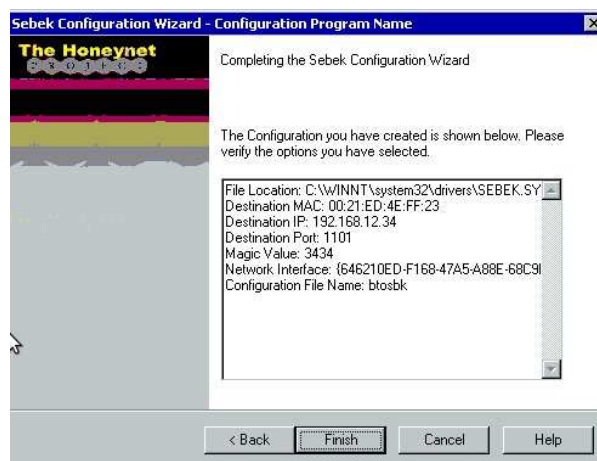 Sebek Configuration Wizard - Configuration Program Name
The Honeynet
PROJECT
Completing the Sebek Configuration Wizard
The Configuration you have created is shown below. Please
verify the options you have selected.
File Location: C:\WINNT\system32\drivers\SEBEK.SY
Destination MAC: 00:21:ED:4E:FF:23
Destination IP: 192.168.12.34
Destination Port: 1101
Magic Value: 3434
Network Interface: {646210ED-F168-47A5-A88E-68C9
Configuration File Name: btosbk
< Back
Finish
Cancel
Help